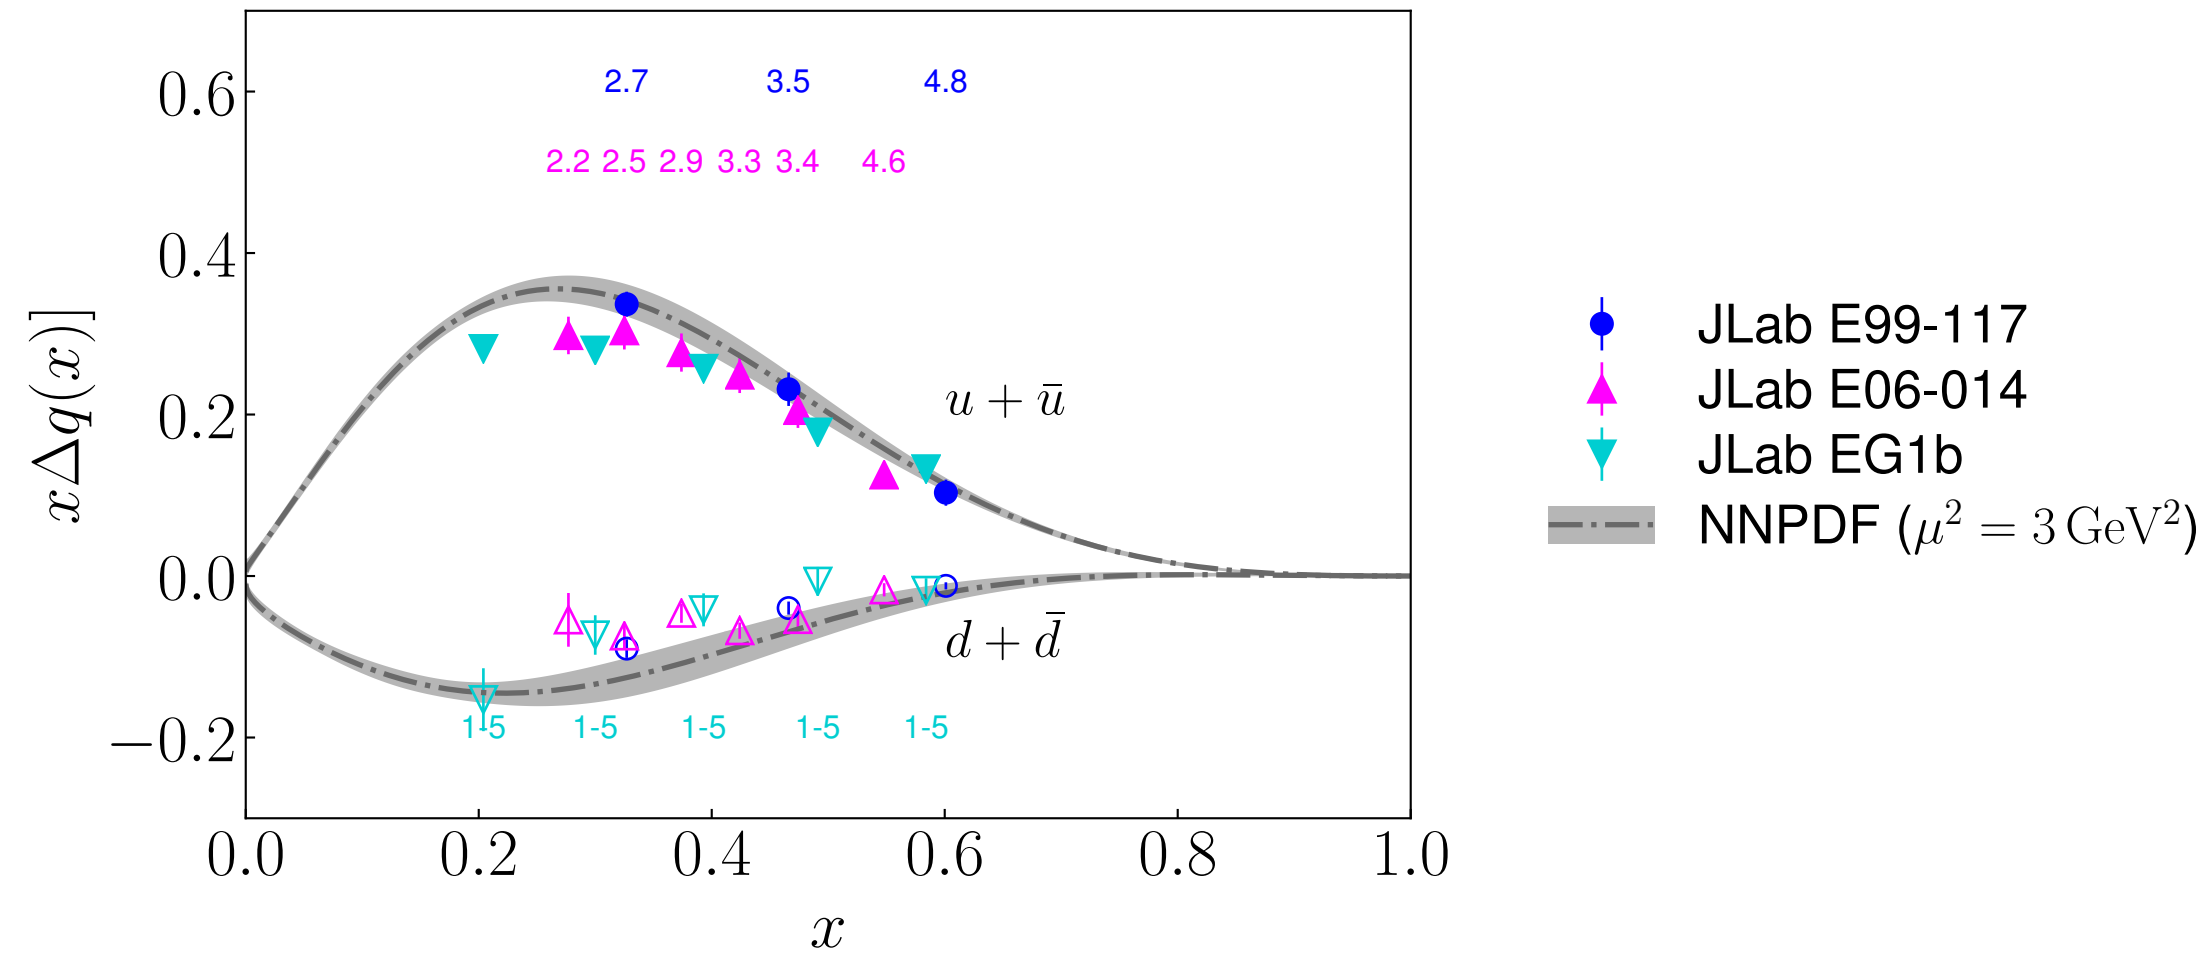 0.6
0.4
0.2
0.0
−0.2
x∆q(x)]
2.7 3.5 4.8
2.2 2.5 2.9 3.3 3.4 4.6
u + ū
d + d̄
1-5 1-5 1-5 1-5 1-5
0.0 0.2 0.4 0.6 0.8 1.0
x
JLab E99-117
JLab E06-014
JLab EG1b
NNPDF (μ² = 3 GeV²)